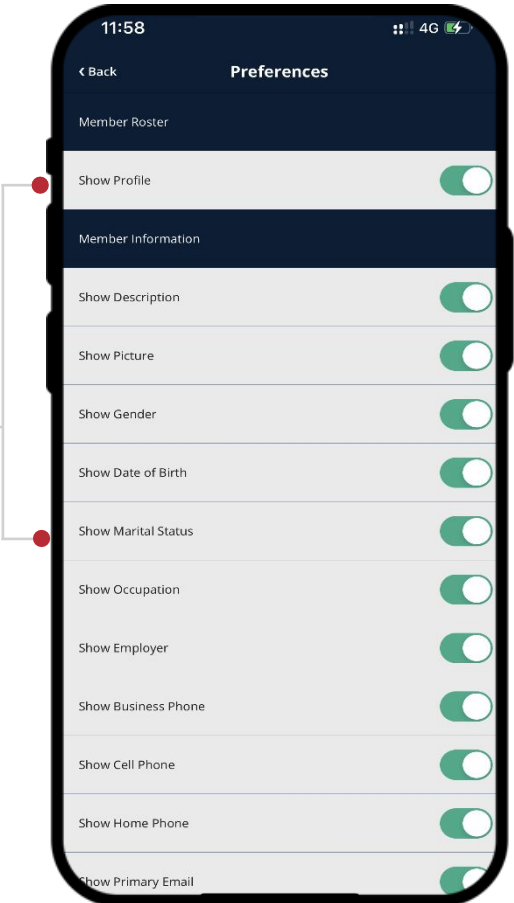 11:58
4G
Back
Preferences
Member Roster
Show Profile
Member Information
Show Description
Show Picture
Show Gender
Show Date of Birth
Show Marital Status
Show Occupation
Show Employer
Show Business Phone
Show Cell Phone
Show Home Phone
Show Primary Email